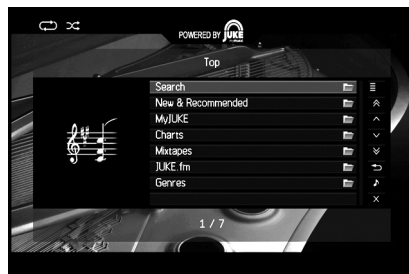 POWERED BY JUKE
Top
Search
New & Recommended
MyJUKE
Charts
Mixtapes
JUKE.fm
Genres
1 / 7